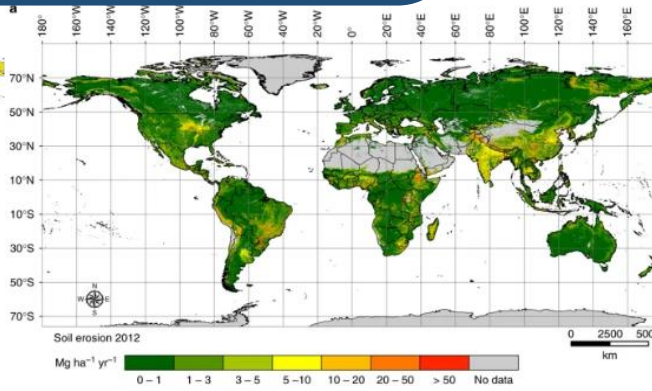 a
180° 160°W 140°W 120°W 100°W 80°W 60°W 40°W 20°W 0° 20°E 40°E 60°E 80°E 100°E 120°E 140°E 160°
70°N
50°N
30°N
10°N
10°S
30°S
50°S
70°S
N
W E
S
Soil erosion 2012
0 2500 500
km
Mg ha⁻¹ yr⁻¹
0 – 1 1 – 3 3 – 5 5 –10 10 – 20 20 – 50 > 50 No data